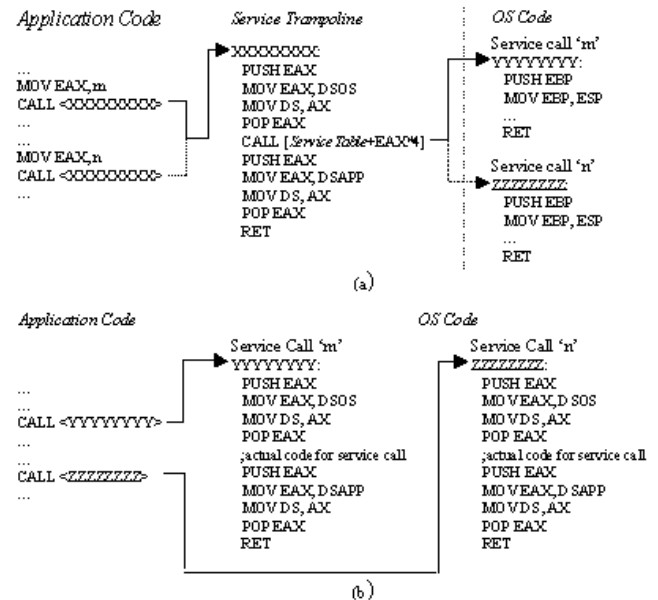 Application Code
...
MOV EAX,m
CALL <XXXXXXXXX>
...
...
MOV EAX,n
CALL <XXXXXXXXX>
...
Service Trampoline
XXXXXXXXX:
PUSH EAX
MOV EAX,DSOS
MOV DS, AX
POP EAX
CALL [Service Table+EAX*4]
PUSH EAX
MOV EAX,DSAPP
MOV DS, AX
POP EAX
RET
OS Code
Service call ‘m’
YYYYYYYY:
PUSH EBP
MOV EBP, ESP
...
RET
Service call ‘n’
ZZZZZZZZ:
PUSH EBP
MOV EBP, ESP
...
RET
(a)
Application Code
...
...
CALL <YYYYYYYY>
...
...
CALL <ZZZZZZZZ>
...
OS Code
Service Call ‘m’
YYYYYYYY:
PUSH EAX
MOV EAX,DSOS
MOV DS, AX
POP EAX
;actual code for service call
PUSH EAX
MOV EAX,DSAPP
MOV DS, AX
POP EAX
RET
Service Call ‘n’
ZZZZZZZZ:
PUSH EAX
MOV EAX,DSOS
MOV DS, AX
POP EAX
;actual code for service call
PUSH EAX
MOV EAX,DSAPP
MOV DS, AX
POP EAX
RET
(b)